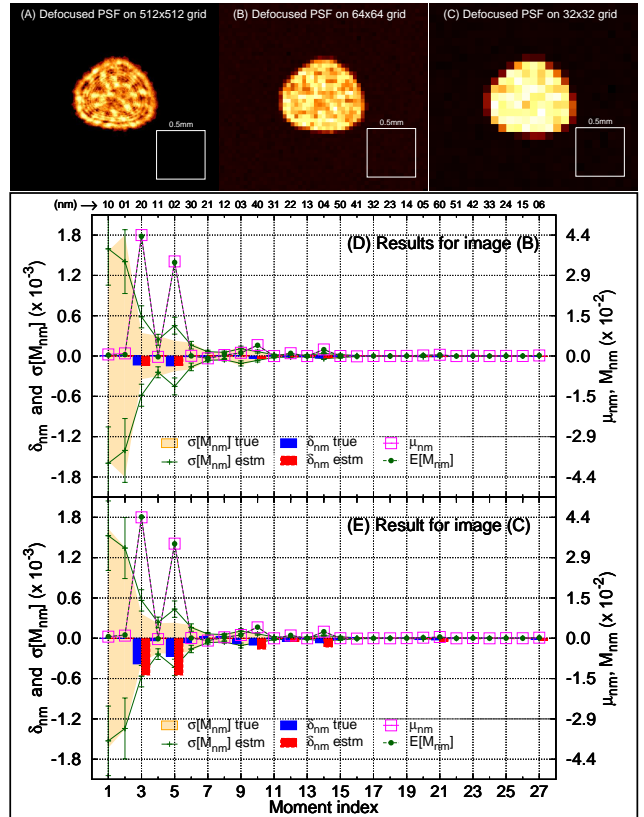 (A) Defocused PSF on 512x512 grid
(B) Defocused PSF on 64x64 grid
(C) Defocused PSF on 32x32 grid
0.5mm
0.5mm
0.5mm
(nm) → 10 01 20 11 02 30 21 12 03 40 31 22 13 04 50 41 32 23 14 05 60 51 42 33 24 15 06
(D) Results for image (B)
1.8
1.2
0.6
0.0
-0.6
-1.2
-1.8
δnm and σ[Mnm] (x 10⁻³)
4.4
2.9
1.5
0.0
-1.5
-2.9
-4.4
μnm, Mnm (x 10⁻²)
σ[Mnm] true
δnm true
μnm
σ[Mnm] estm
δnm estm
E[Mnm]
(E) Result for image (C)
1.8
1.2
0.6
0.0
-0.6
-1.2
-1.8
δnm and σ[Mnm] (x 10⁻³)
4.4
2.9
1.5
0.0
-1.5
-2.9
-4.4
μnm, Mnm (x 10⁻²)
σ[Mnm] true
δnm true
μnm
σ[Mnm] estm
δnm estm
E[Mnm]
1 3 5 7 9 11 13 15 17 19 21 23 25 27
Moment index